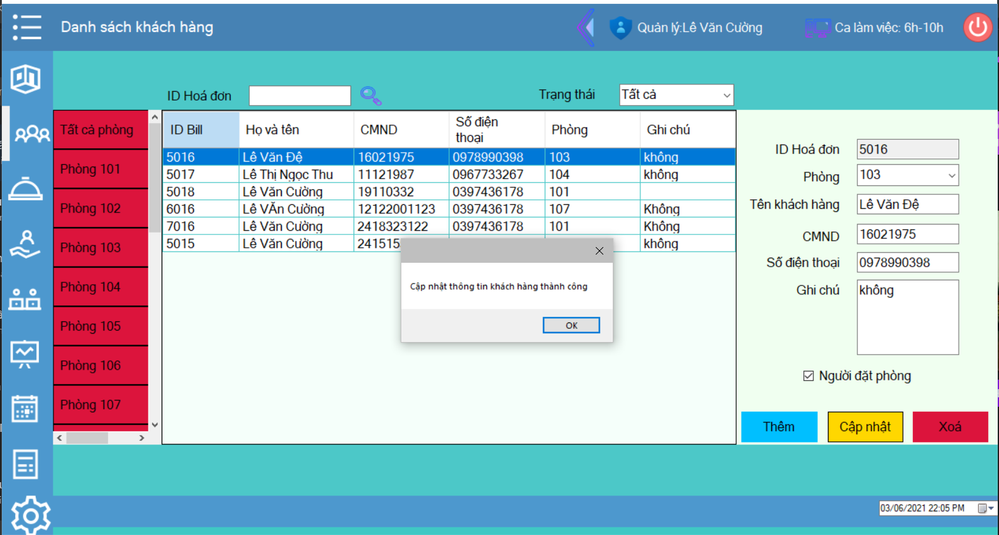 Danh sách khách hàng
Quản lý:Lê Văn Cường
Ca làm việc: 6h-10h
ID Hoá đơn
Trạng thái
Tất cả
Tất cả phòng
Phòng 101
Phòng 102
Phòng 103
Phòng 104
Phòng 105
Phòng 106
Phòng 107
ID Bill Họ và tên CMND Số điện thoại Phòng Ghi chú
5016 Lê Văn Đệ 16021975 0978990398 103 không
5017 Lê Thị Ngọc Thu 11121987 0967733267 104 không
5018 Lê Văn Cường 19110332 0397436178 101
6016 Lê VĂn Cường 12122001123 0397436178 107 Không
7016 Lê Văn Cường 2418323122 0397436178 101 Không
5015 Lê Văn Cường 241515 không
Cập nhật thông tin khách hàng thành công
OK
ID Hoá đơn 5016
Phòng 103
Tên khách hàng Lê Văn Đệ
CMND 16021975
Số điện thoại 0978990398
Ghi chú không
Người đặt phòng
Thêm
Cập nhật
Xoá
03/06/2021 22:05 PM